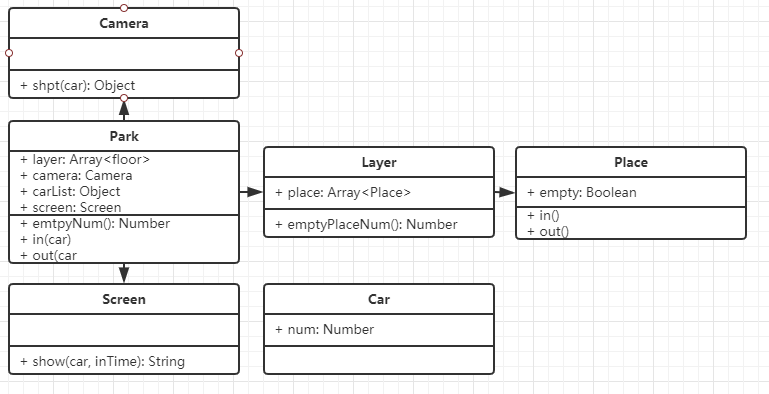 Camera
+ shpt(car): Object
Park
+ layer: Array<floor>
+ camera: Camera
+ carList: Object
+ screen: Screen
+ emtpyNum(): Number
+ in(car)
+ out(car
Layer
+ place: Array<Place>
+ emptyPlaceNum(): Number
Place
+ empty: Boolean
+ in()
+ out()
Screen
+ show(car, inTime): String
Car
+ num: Number